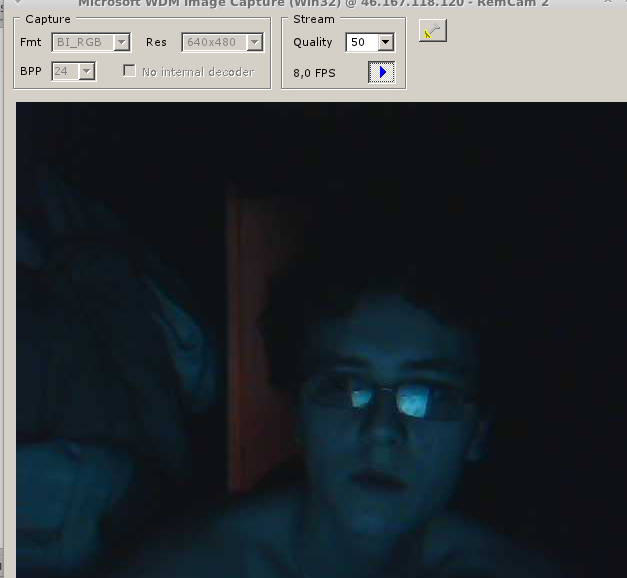 Microsoft WDM Image Capture (Win32) @ 46.167.118.120 - RemCam 2
Capture
Stream
Fmt BI_RGB Res 640x480
Quality 50
BPP 24 No internal decoder
8,0 FPS